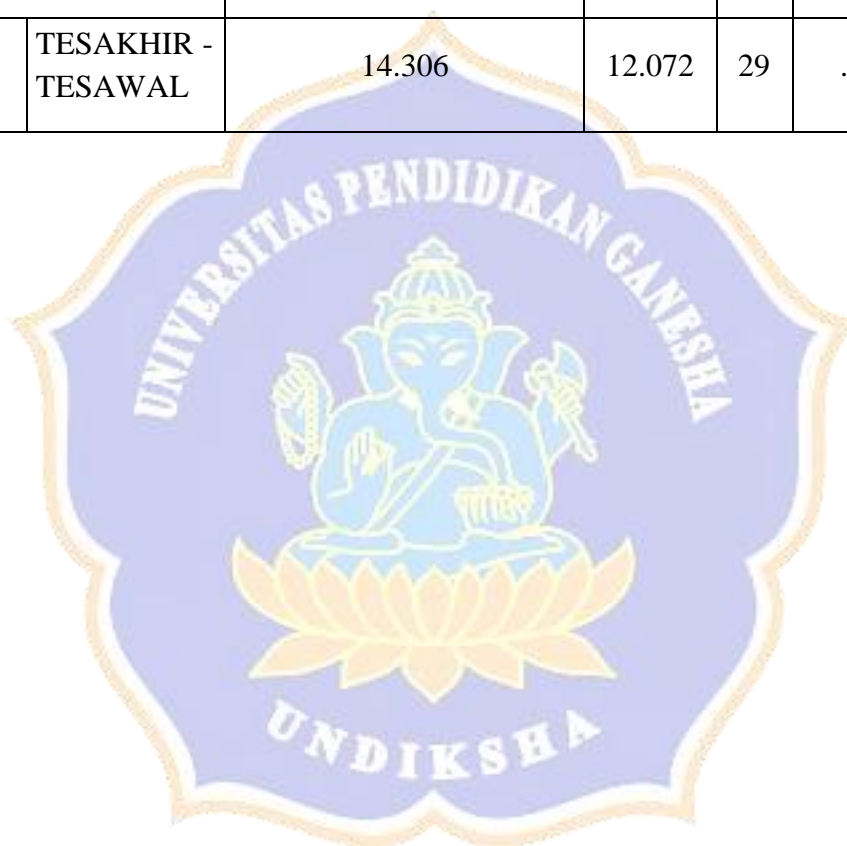 TESAKHIR -
TESAWAL
14.306
12.072
29
.
UNIVERSITAS PENDIDIKAN GANESHA
UNDIKSHA